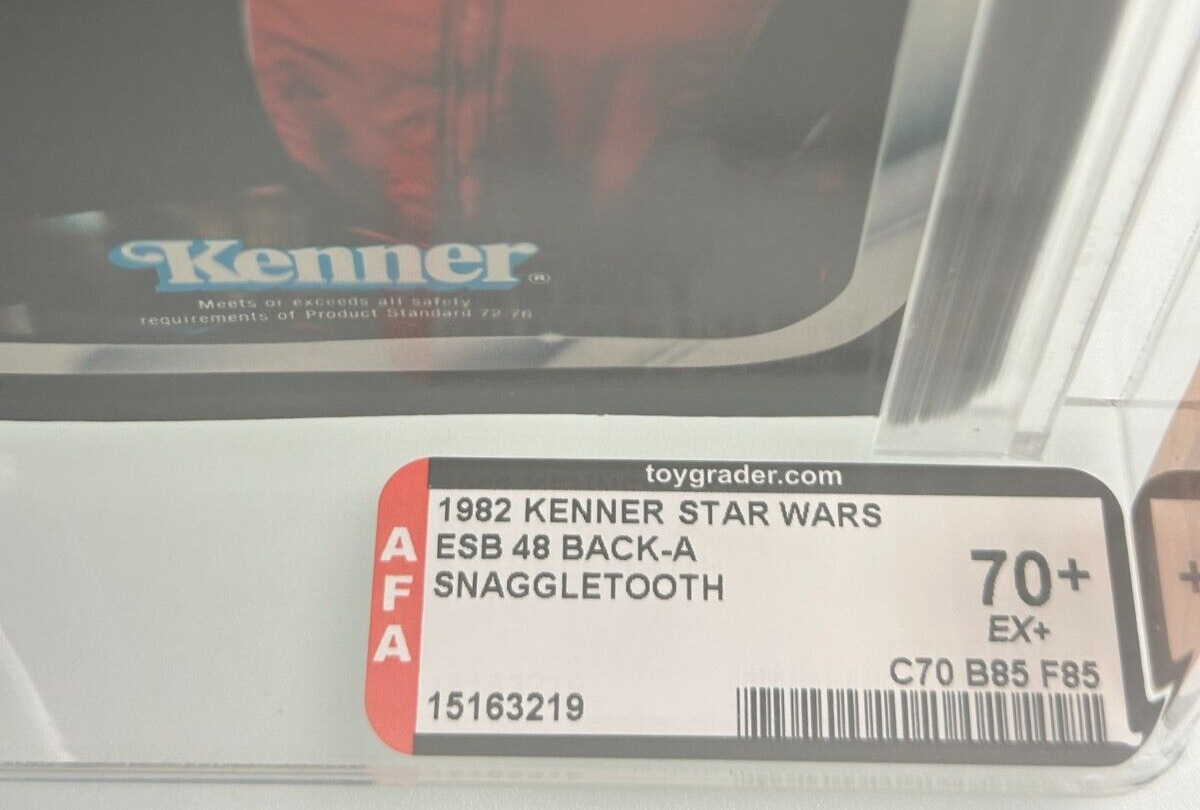 Kenner®
Meets or exceeds all safety
requirements of Product Standard 72-76
toygrader.com
AFA
1982 KENNER STAR WARS
ESB 48 BACK-A
SNAGGLETOOTH
70+
EX+
C70 B85 F85
15163219
+